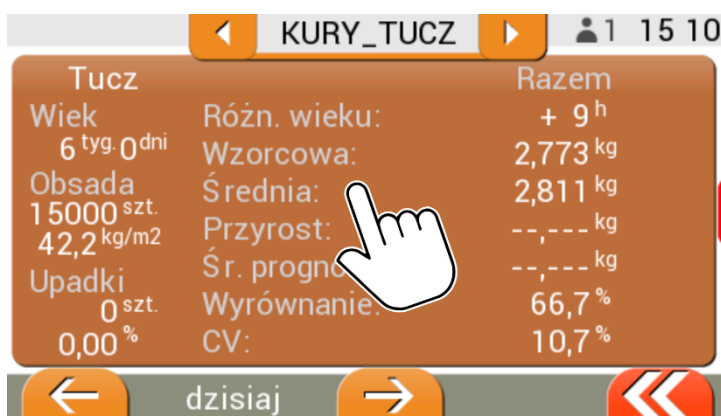 KURY_TUCZ
1 15 10
Tucz
Razem
Wiek
6 tyg. 0 dni
Obsada
15000 szt.
42,2 kg/m2
Upadki
0 szt.
0,00 %
Różn. wieku: + 9 h
Wzorcowa: 2,773 kg
Średnia: 2,811 kg
Przyrost: --,--- kg
Śr. progno --,--- kg
Wyrównanie: 66,7 %
CV: 10,7 %
dzisiaj